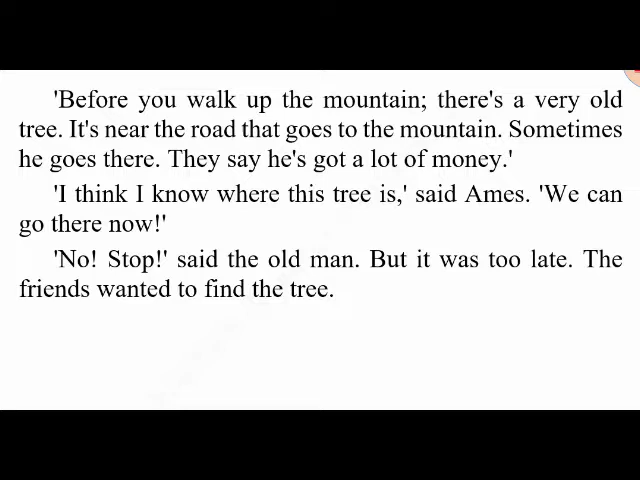 'Before you walk up the mountain; there's a very old
tree. It's near the road that goes to the mountain. Sometimes
he goes there. They say he's got a lot of money.'
'I think I know where this tree is,' said Ames. 'We can
go there now!'
'No! Stop!' said the old man. But it was too late. The
friends wanted to find the tree.